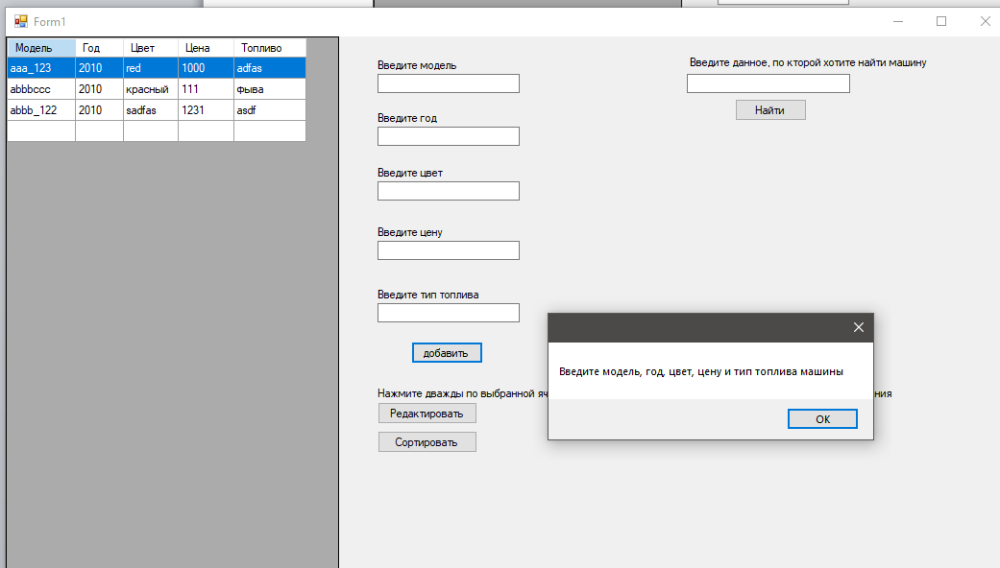 Form1
Модель Год Цвет Цена Топливо
aaa_123 2010 red 1000 adfas
abbbccc 2010 красный 111 фыва
abbb_122 2010 sadfas 1231 asdf
Введите модель
Введите год
Введите цвет
Введите цену
Введите тип топлива
добавить
Нажмите дважды по выбранной яч
ния
Редактировать
Сортировать
Введите данное, по кторой хотите найти машину
Найти
Введите модель, год, цвет, цену и тип топлива машины
OK